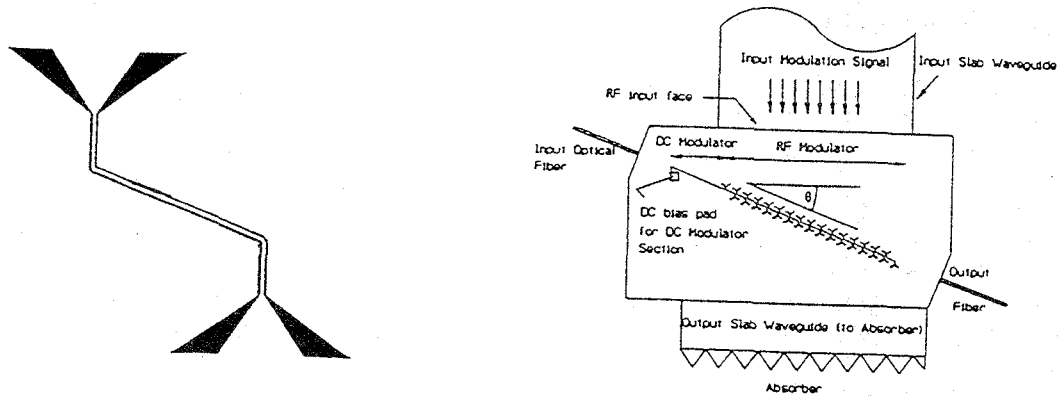 Input Modulation Signal
Input Slab Waveguide
RF Input face
Input Optical
Fiber
DC Modulator
RF Modulator
θ
DC bias pad
for DC Modulator
Section
Output
Fiber
Output Slab Waveguide (to Absorber)
Absorber